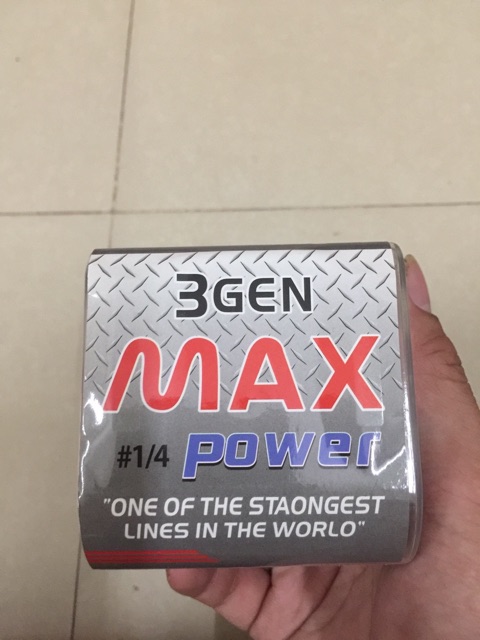 3GEN
MAX
#1/4 power
"ONE OF THE STAONGEST
LINES IN THE WORLO"